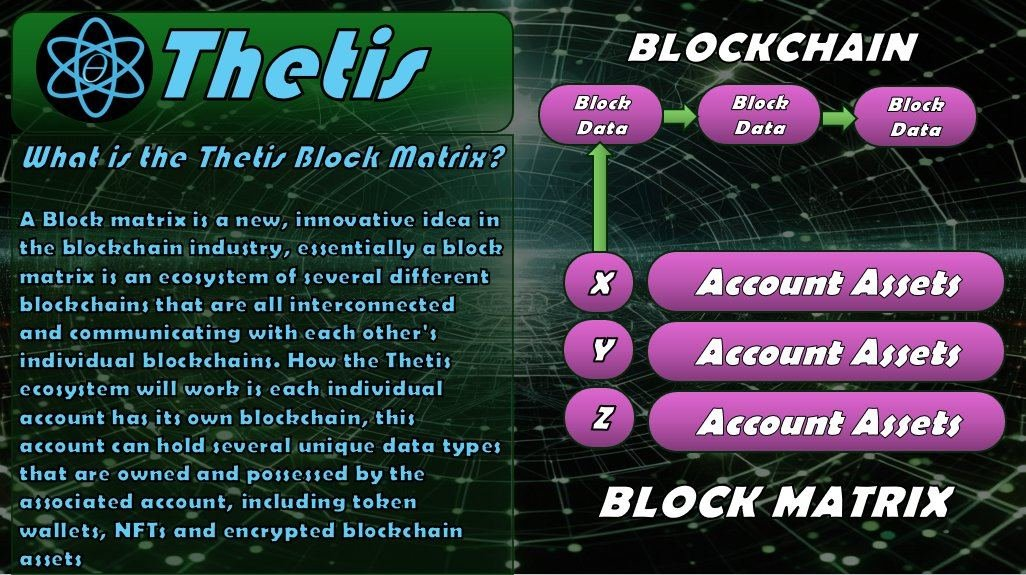 θ
Thetis
What is the Thetis Block Matrix?
A Block matrix is a new, innovative idea in
the blockchain industry, essentially a block
matrix is an ecosystem of several different
blockchains that are all interconnected
and communicating with each other's
individual blockchains. How the Thetis
ecosystem will work is each individual
account has its own blockchain, this
account can hold several unique data types
that are owned and possessed by the
associated account, including token
wallets, NFTs and encrypted blockchain
assets
BLOCKCHAIN
Block
Data
Block
Data
Block
Data
X
Account Assets
Y
Account Assets
Z
Account Assets
BLOCK MATRIX